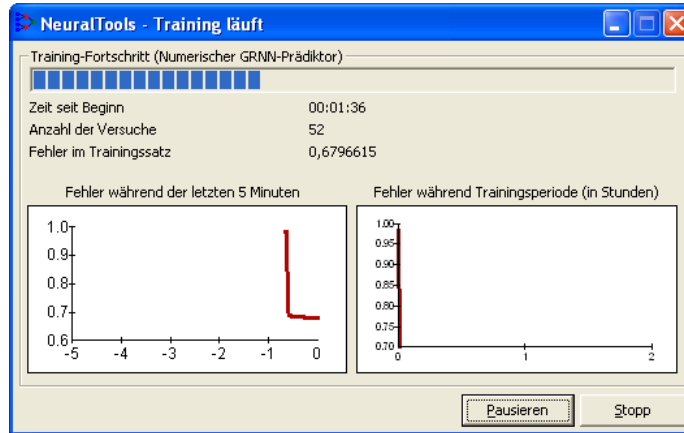 NeuralTools - Training läuft
Training-Fortschritt (Numerischer GRNN-Prädiktor)
Zeit seit Beginn 00:01:36
Anzahl der Versuche 52
Fehler im Trainingssatz 0,6796615
Fehler während der letzten 5 Minuten
1.0
0.9
0.8
0.7
0.6
-5 -4 -3 -2 -1 0
Fehler während Trainingsperiode (in Stunden)
1.00
0.95
0.90
0.85
0.80
0.75
0.70
0 1 2
Pausieren Stopp